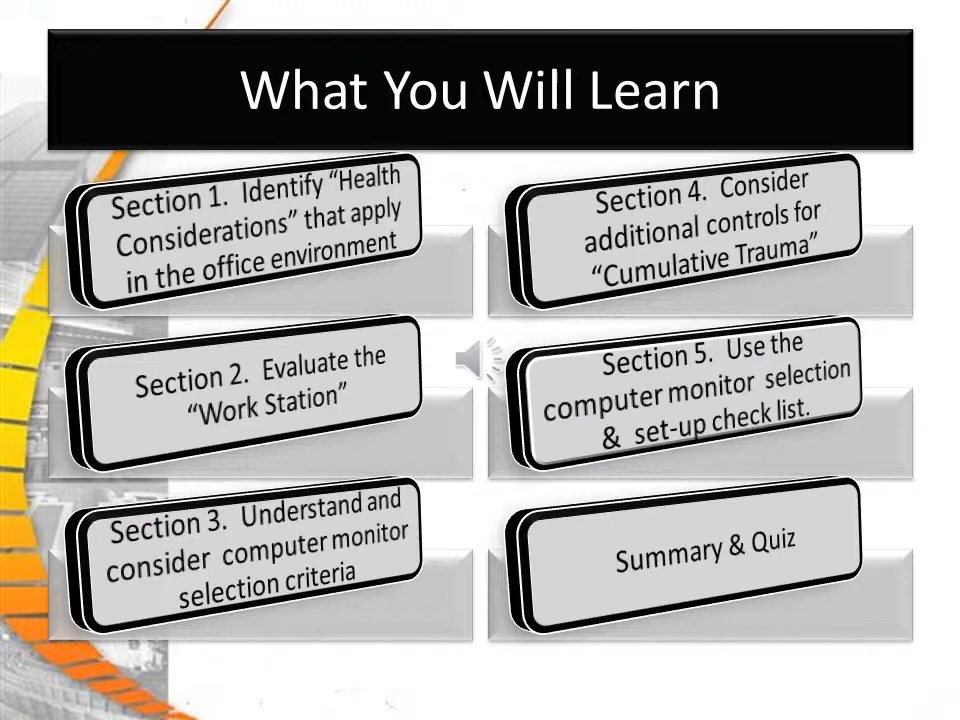 What You Will Learn
Section 1. Identify “Health
Considerations” that apply
in the office environment
Section 2. Evaluate the
“Work Station”
Section 3. Understand and
consider computer monitor
selection criteria
Section 4. Consider
additional controls for
“Cumulative Trauma”
Section 5. Use the
computer monitor selection
& set-up check list.
Summary & Quiz